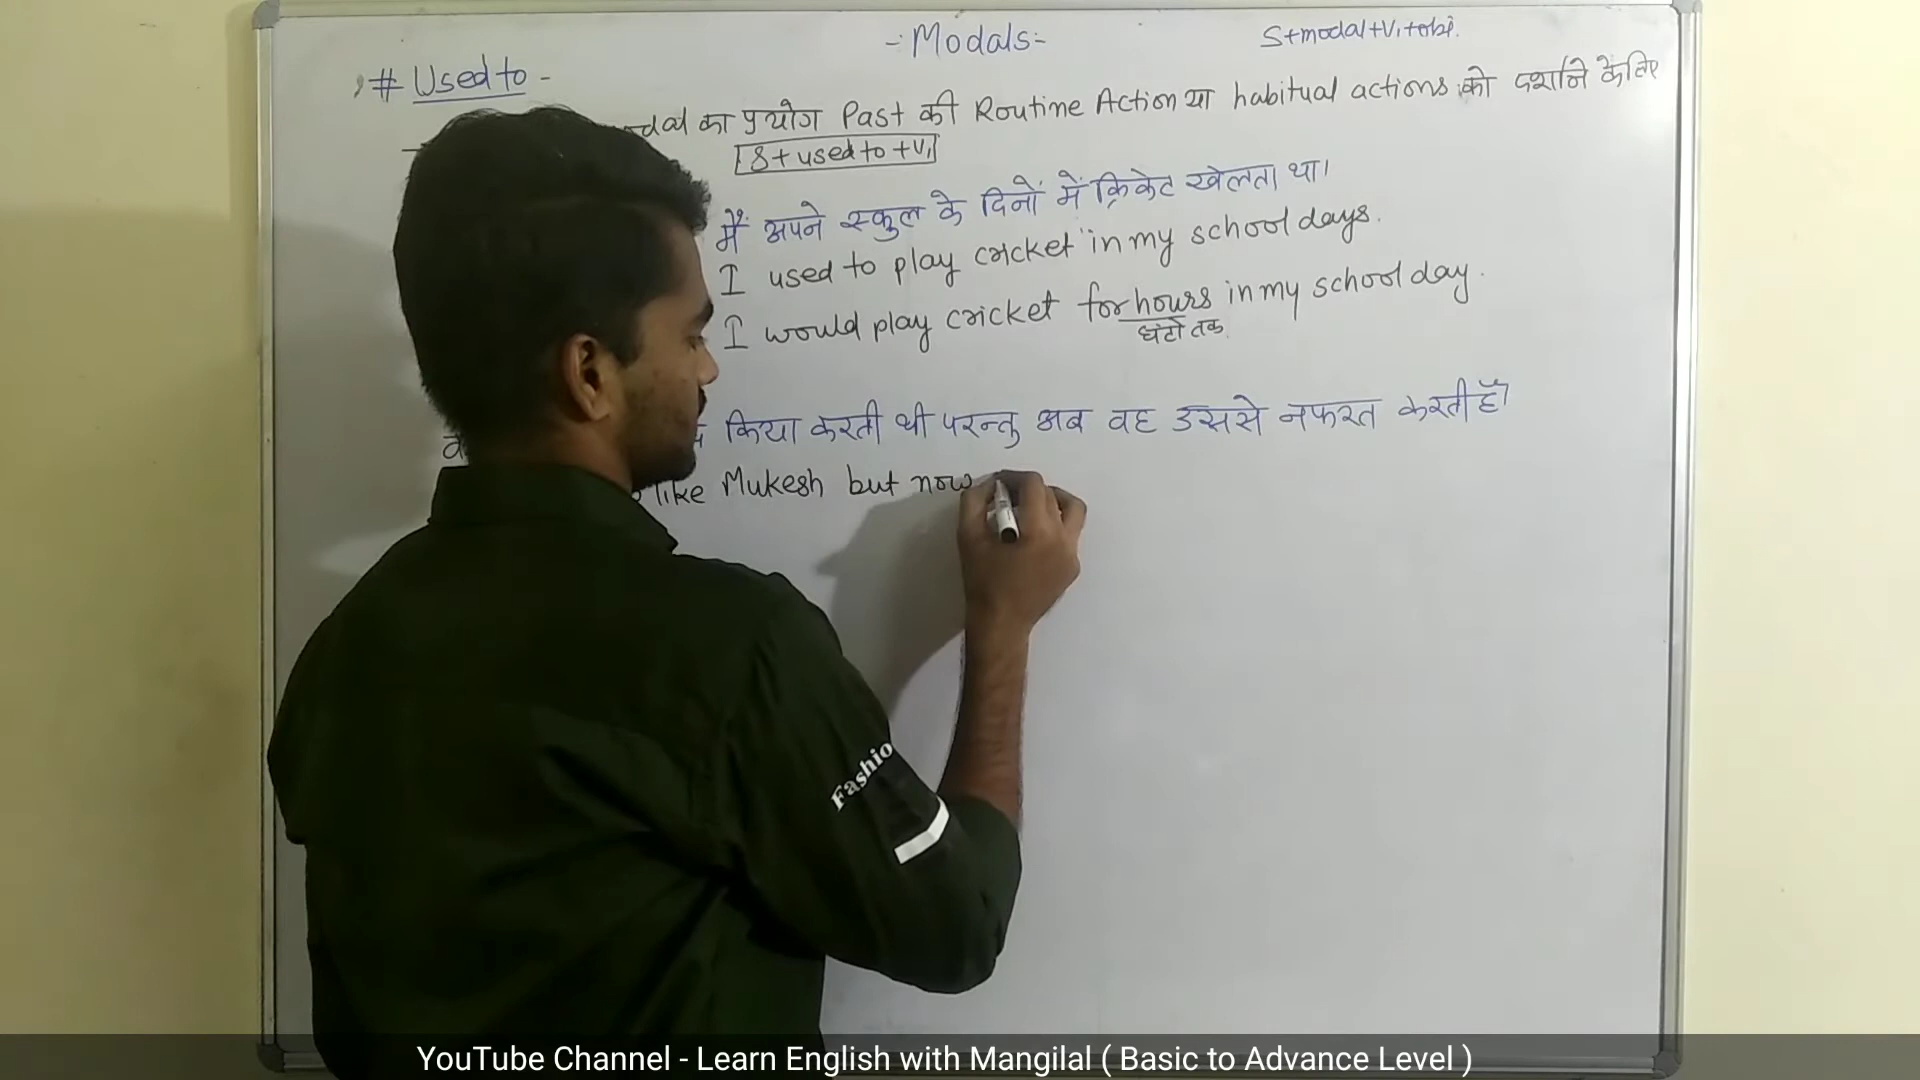 -: Modals:-
S+modal+V₁+obj.
# Used to -
का प्रयोग Past की Routine Action या habitual actions को दर्शाने के लिए
S+ used to +V₁
मैं अपने स्कुल के दिनों में क्रिकेट खेलता था।
I used to play cricket in my school days.
I would play cricket for hours in my school day.
घंटो तक
किया करती थी परन्तु अब वह उससे नफरत करती हैं
like Mukesh but now
Fashio
YouTube Channel - Learn English with Mangilal ( Basic to Advance Level )